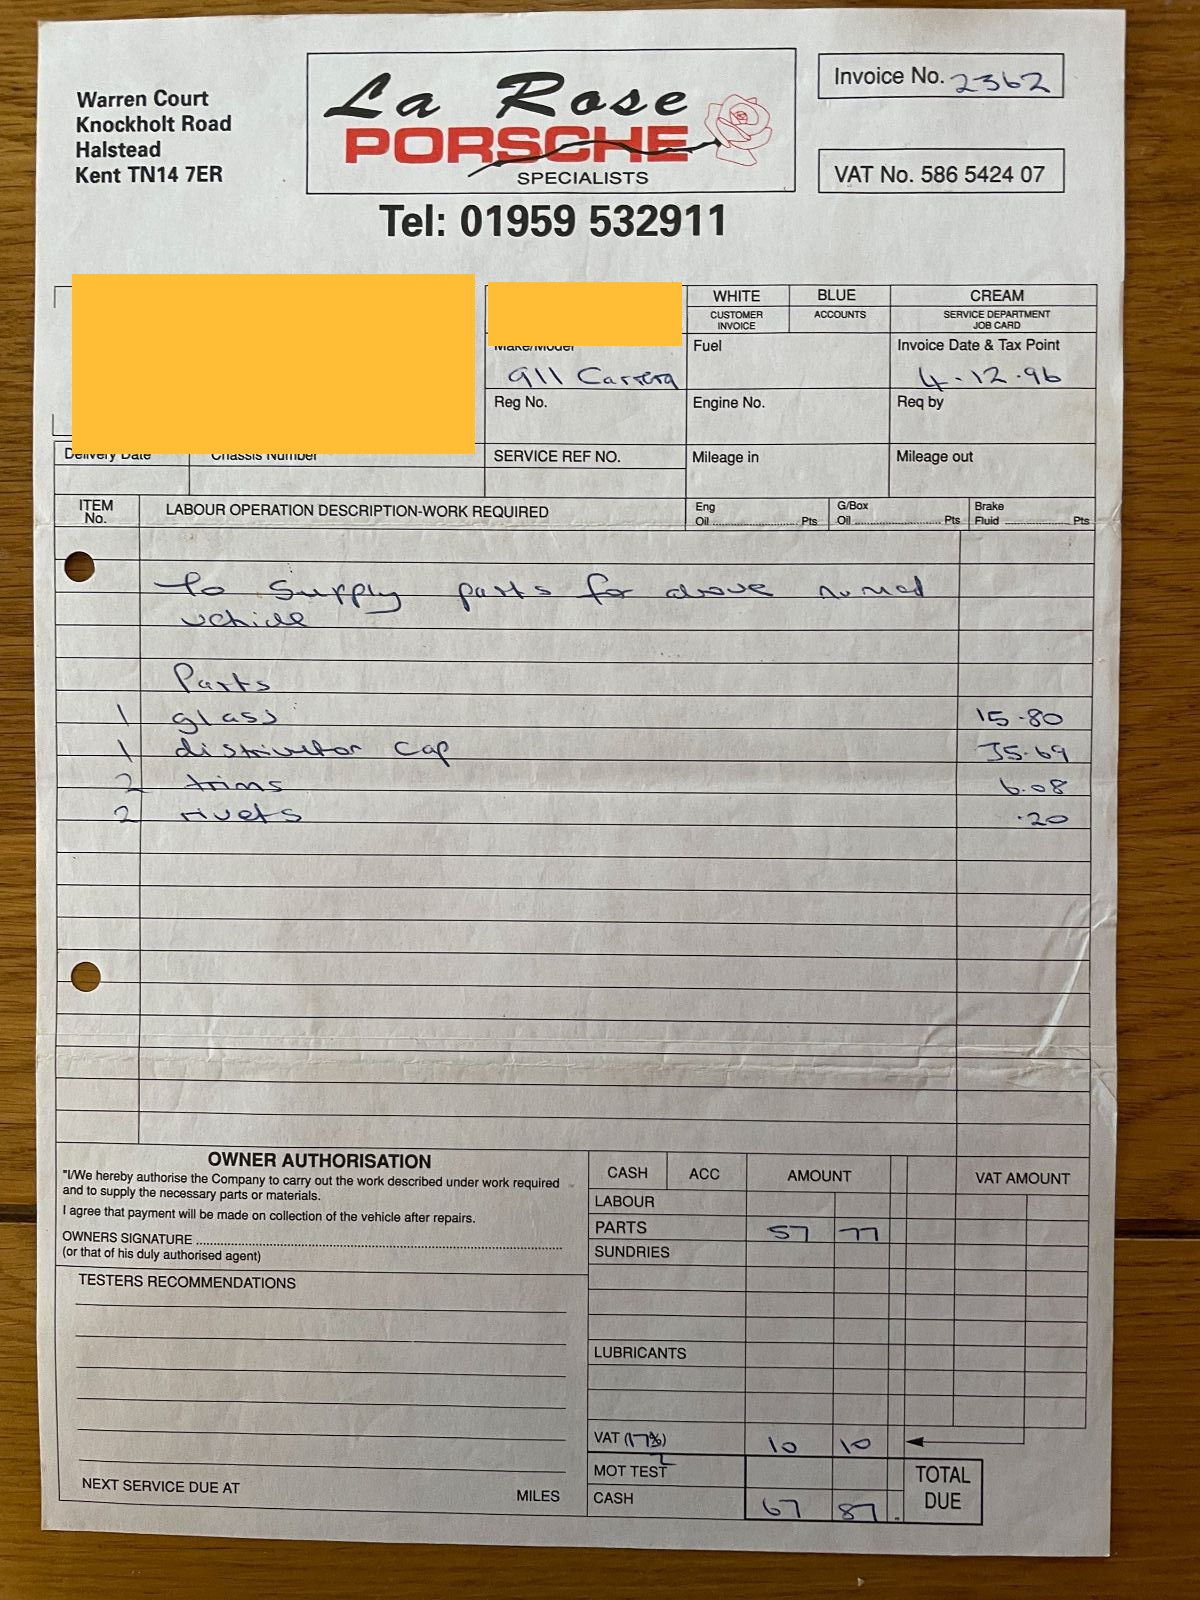 Warren Court
Knockholt Road
Halstead
Kent TN14 7ER
La Rose
PORSCHE
SPECIALISTS
Tel: 01959 532911
Invoice No. 2362
VAT No. 586 5424 07
WHITE BLUE CREAM
CUSTOMER INVOICE ACCOUNTS SERVICE DEPARTMENT JOB CARD
Make/Model Fuel Invoice Date & Tax Point
911 Carrera 4.12.96
Reg No. Engine No. Req by
Delivery Date Chassis Number SERVICE REF NO. Mileage in Mileage out
ITEM No. LABOUR OPERATION DESCRIPTION-WORK REQUIRED Eng Oil Pts G/Box Oil Pts Brake Fluid Pts
To supply parts for above named
vehicle
Parts
1 glass 15.80
1 distributor cap 35.69
2 trims 6.08
2 rivets .20
OWNER AUTHORISATION
"I/We hereby authorise the Company to carry out the work described under work required
and to supply the necessary parts or materials.
I agree that payment will be made on collection of the vehicle after repairs.
OWNERS SIGNATURE
(or that of his duly authorised agent)
TESTERS RECOMMENDATIONS
NEXT SERVICE DUE AT MILES
CASH ACC AMOUNT VAT AMOUNT
LABOUR
PARTS 57 77
SUNDRIES
LUBRICANTS
VAT (17½%) 10 10
MOT TEST
CASH 67 87
TOTAL
DUE